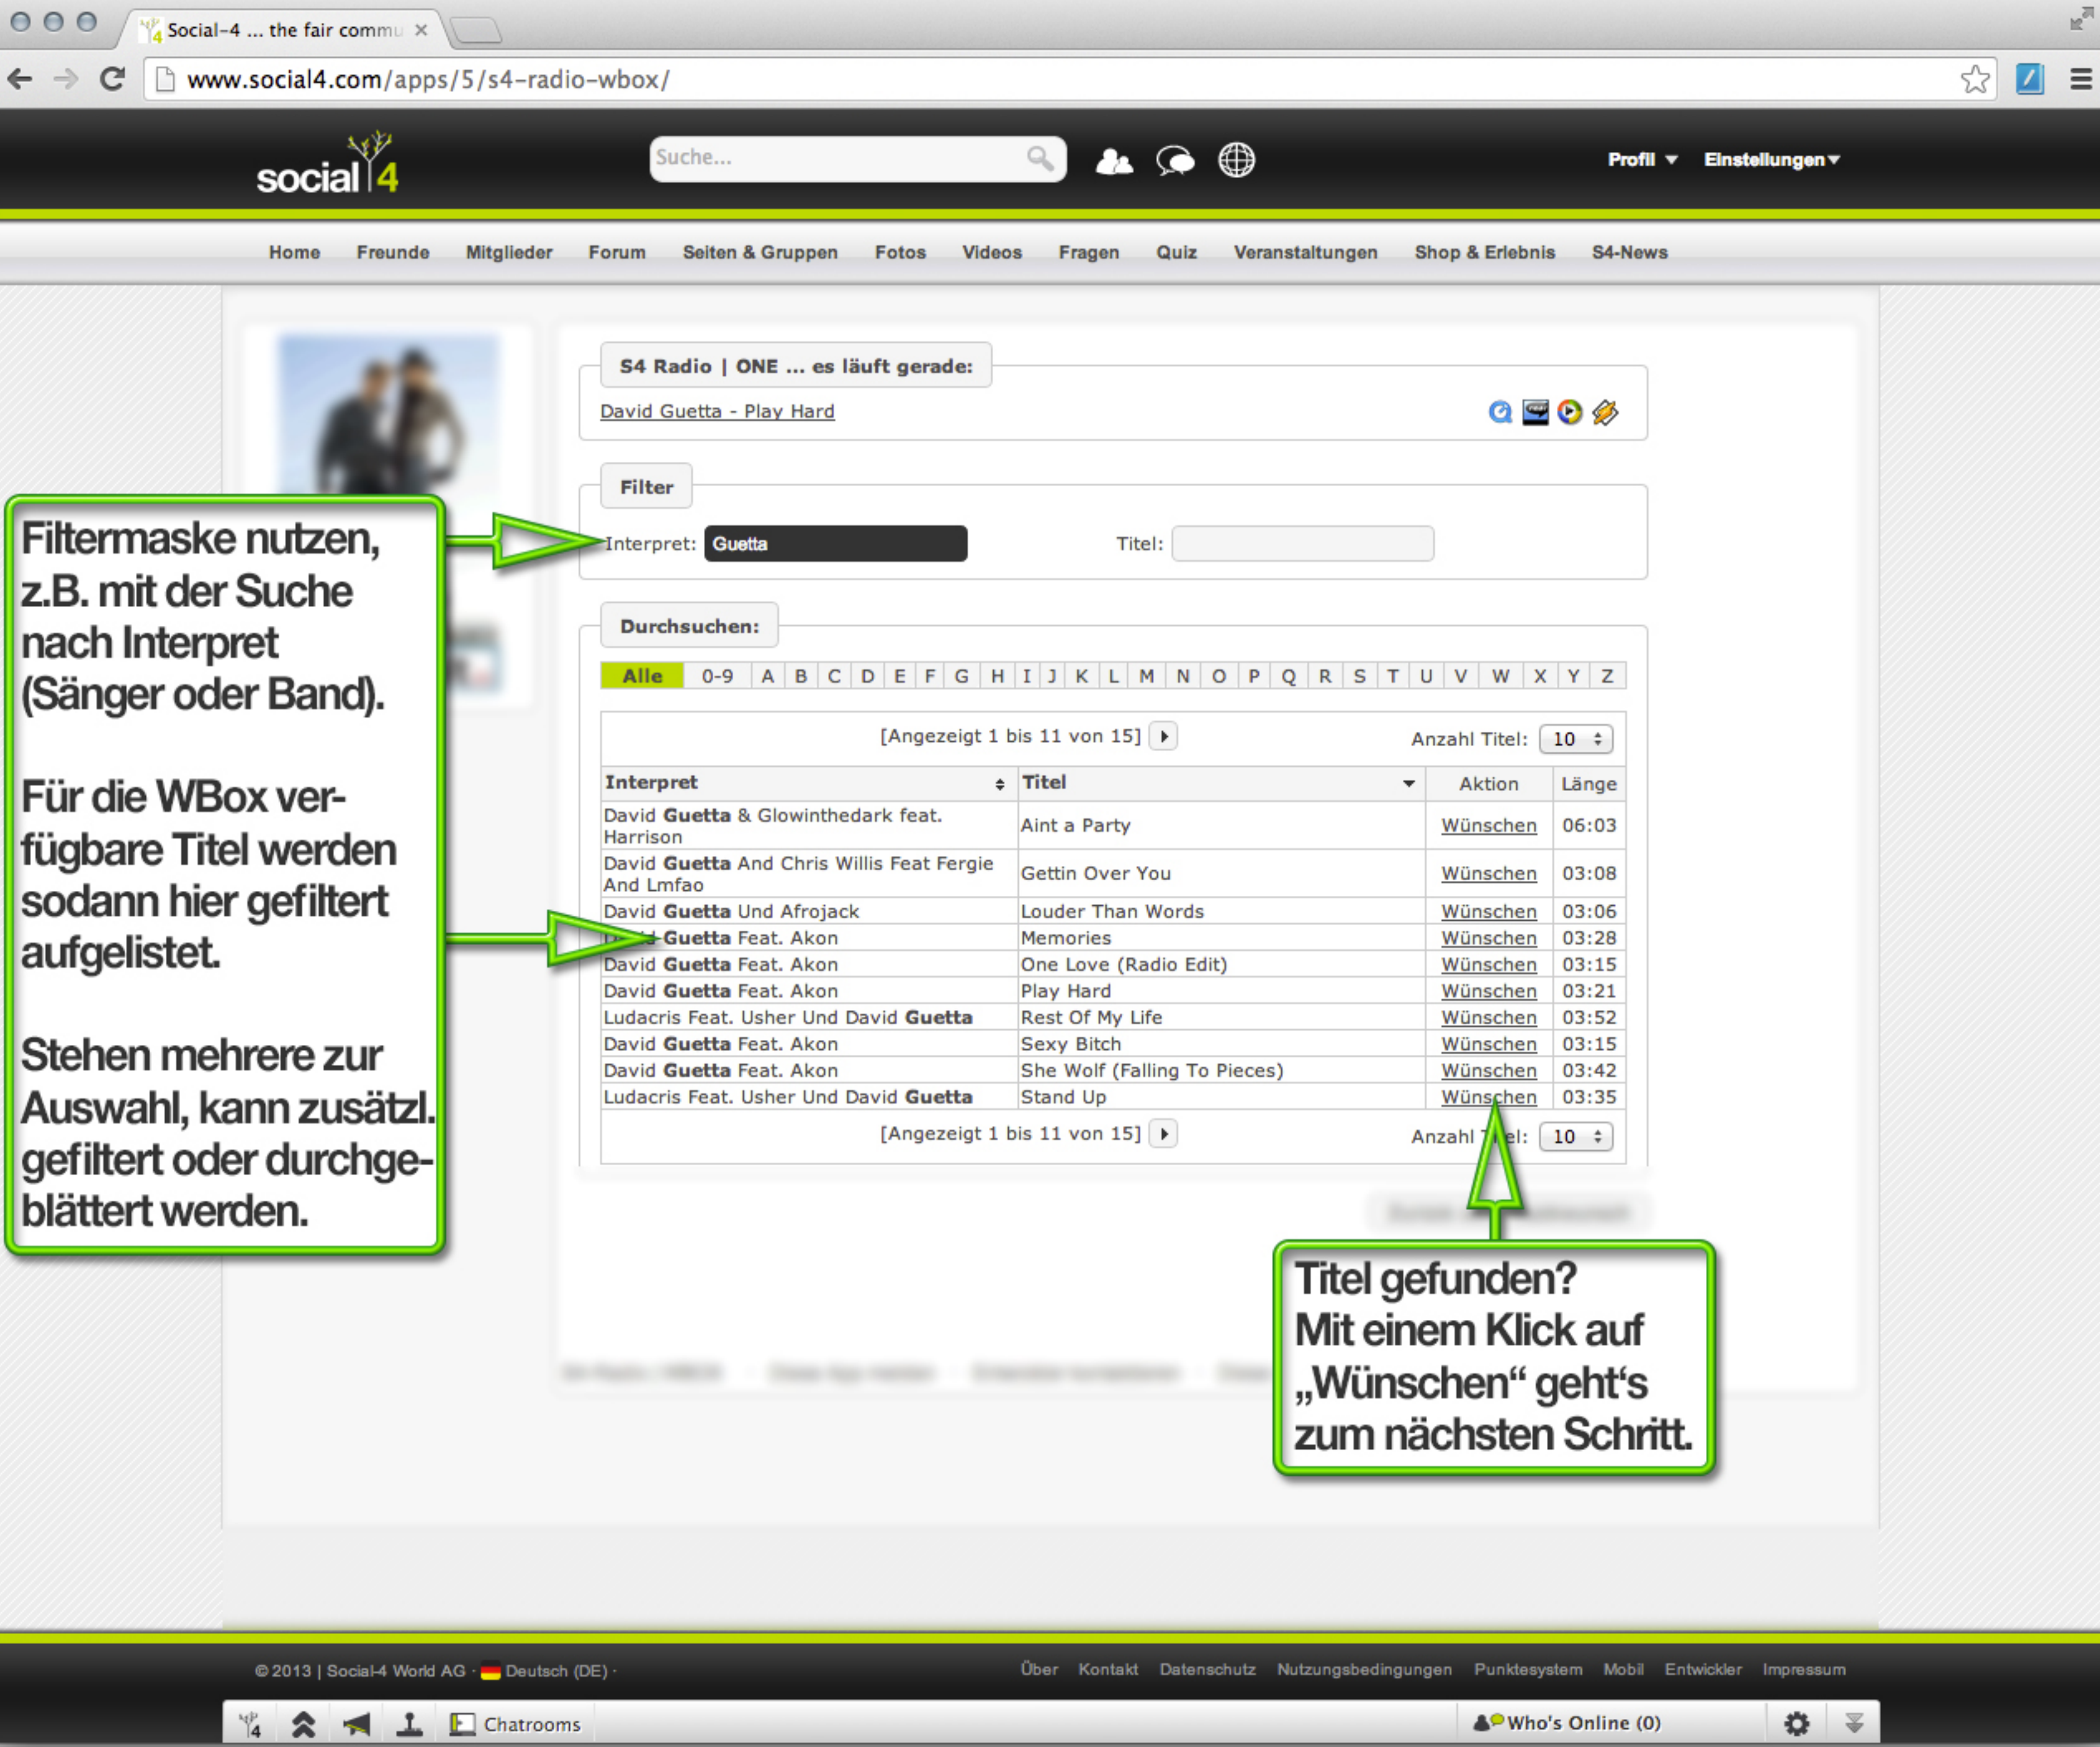 Social-4 ... the fair commu
www.social4.com/apps/5/s4-radio-wbox/
social 4
Suche...
Profil
Einstellungen
Home Freunde Mitglieder Forum Seiten & Gruppen Fotos Videos Fragen Quiz Veranstaltungen Shop & Erlebnis S4-News
S4 Radio | ONE ... es läuft gerade:
David Guetta - Play Hard
Filter
Interpret: Guetta Titel:
Durchsuchen:
Alle 0-9 A B C D E F G H I J K L M N O P Q R S T U V W X Y Z
[Angezeigt 1 bis 11 von 15] Anzahl Titel: 10
Interpret Titel Aktion Länge
David Guetta & Glowinthedark feat.
Harrison Aint a Party Wünschen 06:03
David Guetta And Chris Willis Feat Fergie
And Lmfao Gettin Over You Wünschen 03:08
David Guetta Und Afrojack Louder Than Words Wünschen 03:06
Guetta Feat. Akon Memories Wünschen 03:28
David Guetta Feat. Akon One Love (Radio Edit) Wünschen 03:15
David Guetta Feat. Akon Play Hard Wünschen 03:21
Ludacris Feat. Usher Und David Guetta Rest Of My Life Wünschen 03:52
David Guetta Feat. Akon Sexy Bitch Wünschen 03:15
David Guetta Feat. Akon She Wolf (Falling To Pieces) Wünschen 03:42
Ludacris Feat. Usher Und David Guetta Stand Up Wünschen 03:35
[Angezeigt 1 bis 11 von 15] Anzahl Titel: 10
Filtermaske nutzen,
z.B. mit der Suche
nach Interpret
(Sänger oder Band).
Für die WBox ver-
fügbare Titel werden
sodann hier gefiltert
aufgelistet.
Stehen mehrere zur
Auswahl, kann zusätzl.
gefiltert oder durchge-
blättert werden.
Titel gefunden?
Mit einem Klick auf
„Wünschen“ geht‘s
zum nächsten Schritt.
© 2013 | Social-4 World AG · Deutsch (DE) ·
Über Kontakt Datenschutz Nutzungsbedingungen Punktesystem Mobil Entwickler Impressum
4 Chatrooms Who's Online (0)